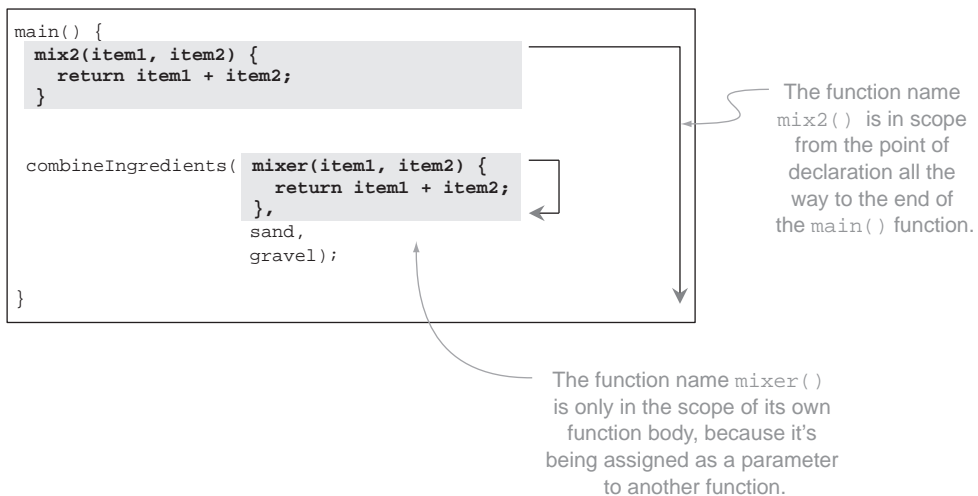 main() {
mix2(item1, item2) {
return item1 + item2;
}
combineIngredients( mixer(item1, item2) {
return item1 + item2;
},
sand,
gravel);
}
The function name
mix2() is in scope
from the point of
declaration all the
way to the end of
the main() function.
The function name mixer()
is only in the scope of its own
function body, because it's
being assigned as a parameter
to another function.